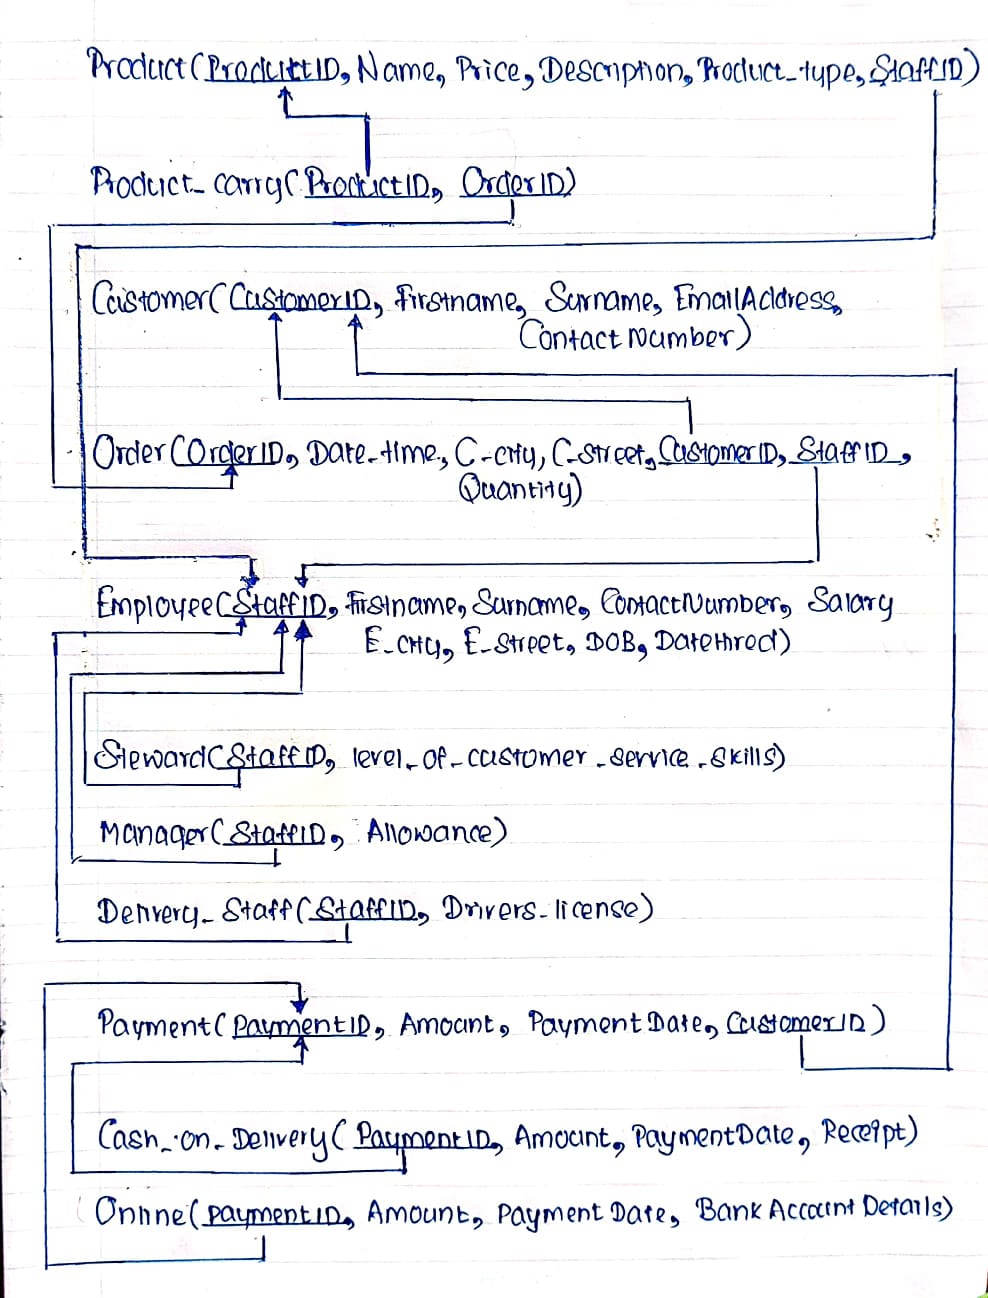 Product(ProductID, Name, Price, Description, Product_type, StaffID)
Product_carry(ProductID, OrderID)
Customer(CustomerID, Firstname, Surname, EmailAddress,
Contact Number)
Order(OrderID, Date_time, C_city, C_street, CustomerID, StaffID,
Quantity)
Employee(StaffID, Firstname, Surname, ContactNumber, Salary
E_city, E_street, DOB, DateHired)
Steward(StaffID, level_of_customer_service_skills)
Manager(StaffID, Allowance)
Delivery_Staff(StaffID, Drivers_license)
Payment(PaymentID, Amount, Payment Date, CustomerID)
Cash_on_Delivery(PaymentID, Amount, PaymentDate, Receipt)
Online(paymentID, Amount, Payment Date, Bank Account Details)